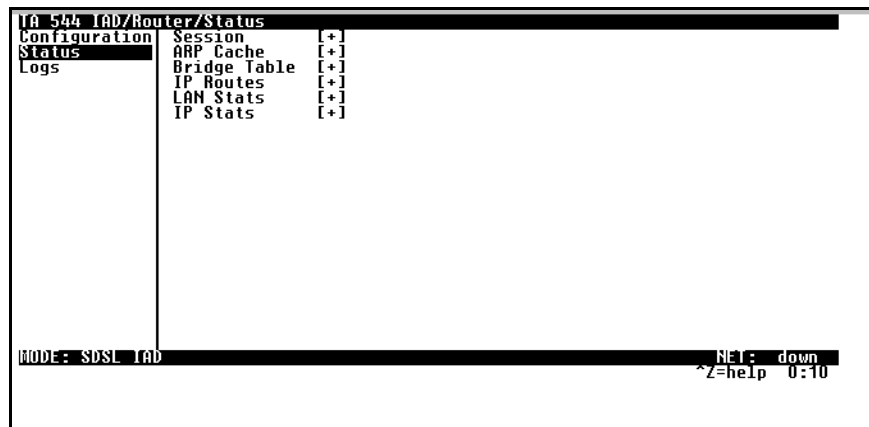 TA 544 IAD/Router/Status
Configuration Session [+]
Status ARP Cache [+]
Logs Bridge Table [+]
IP Routes [+]
LAN Stats [+]
IP Stats [+]
MODE: SDSL IAD NET: down
^Z=help 0:10